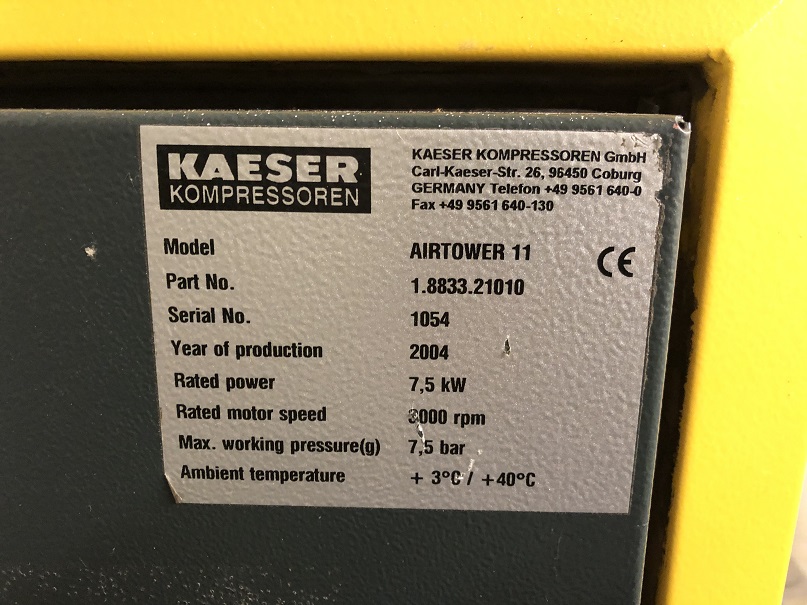 KAESER
KOMPRESSOREN
KAESER KOMPRESSOREN GmbH
Carl-Kaeser-Str. 26, 96450 Coburg
GERMANY Telefon +49 9561 640-0
Fax +49 9561 640-130
CE
Model AIRTOWER 11
Part No. 1.8833.21010
Serial No. 1054
Year of production 2004
Rated power 7,5 kW
Rated motor speed 3000 rpm
Max. working pressure(g) 7,5 bar
Ambient temperature + 3°C / +40°C